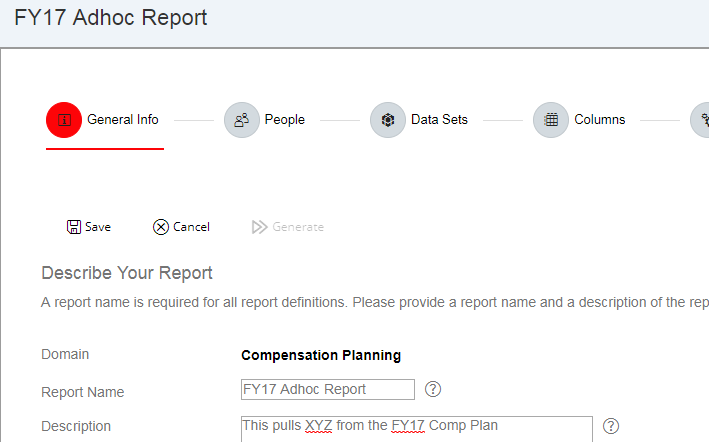 FY17 Adhoc Report
General Info People Data Sets Columns
Save Cancel Generate
Describe Your Report
A report name is required for all report definitions. Please provide a report name and a description of the
Domain Compensation Planning
Report Name FY17 Adhoc Report ?
Description This pulls XYZ from the FY17 Comp Plan ?